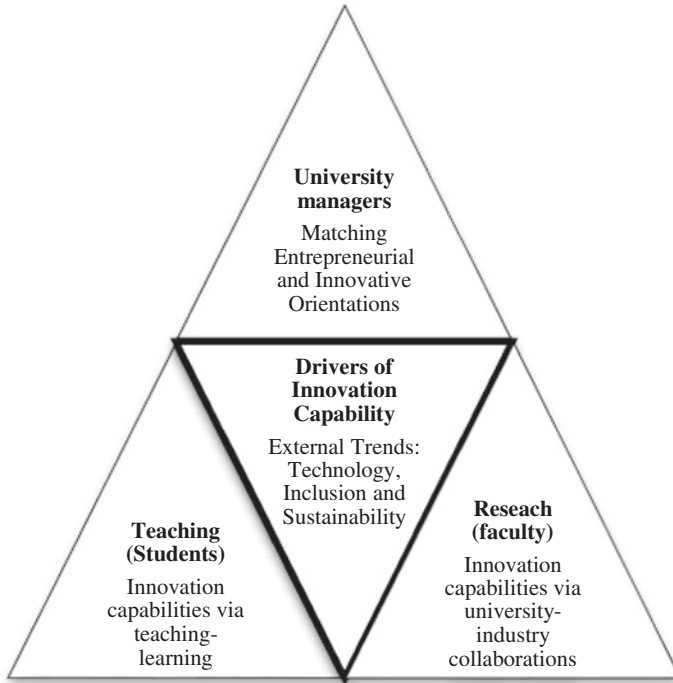 University
managers
Matching
Entrepreneurial
and Innovative
Orientations
Drivers of
Innovation
Capability
External Trends:
Technology,
Inclusion and
Sustainability
Teaching
(Students)
Innovation
capabilities via
teaching-
learning
Reseach
(faculty)
Innovation
capabilities via
university-
industry
collaborations